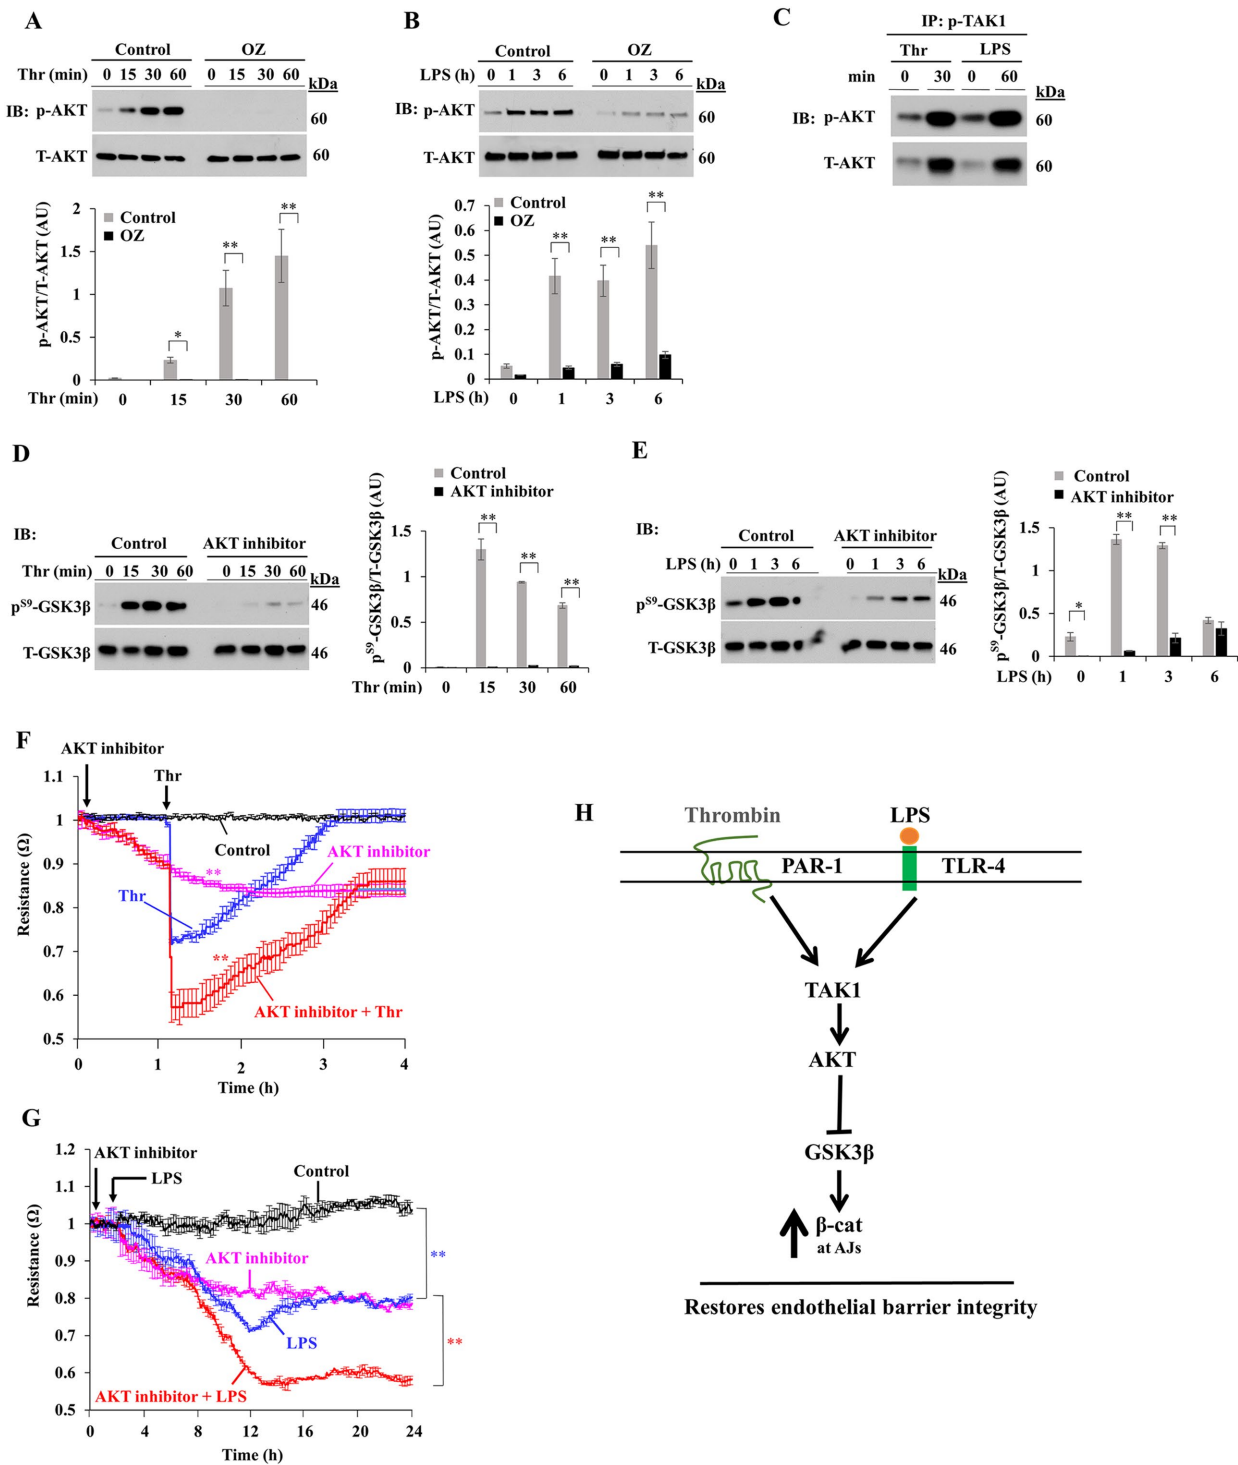 A
Control OZ
Thr (min) 0 15 30 60 0 15 30 60 kDa
IB: p-AKT 60
T-AKT 60
Control
OZ
p-AKT/T-AKT (AU)
2
1.5
1
0.5
0
*
**
**
Thr (min) 0 15 30 60
B
Control OZ
LPS (h) 0 1 3 6 0 1 3 6 kDa
IB: p-AKT 60
T-AKT 60
Control
OZ
p-AKT/T-AKT (AU)
0.7
0.6
0.5
0.4
0.3
0.2
0.1
0
**
**
**
LPS (h) 0 1 3 6
C
IP: p-TAK1
Thr LPS
min 0 30 0 60 kDa
IB: p-AKT 60
T-AKT 60
D
IB:
Control AKT inhibitor
Thr (min) 0 15 30 60 0 15 30 60 kDa
pS9-GSK3β 46
T-GSK3β 46
Control
AKT inhibitor
pS9-GSK3β/T-GSK3β (AU)
1.5
1
0.5
0
**
**
**
Thr (min) 0 15 30 60
E
IB:
Control AKT inhibitor
LPS (h) 0 1 3 6 0 1 3 6 kDa
pS9-GSK3β 46
T-GSK3β 46
Control
AKT inhibitor
pS9-GSK3β/T-GSK3β (AU)
1.5
1
0.5
0
*
**
**
LPS (h) 0 1 3 6
F
AKT inhibitor
Thr
Resistance (Ω)
1.1
1
0.9
0.8
0.7
0.6
0.5
Control
AKT inhibitor
**
Thr
**
AKT inhibitor + Thr
0 1 2 3 4
Time (h)
G
AKT inhibitor
LPS
Control
Resistance (Ω)
1.2
1.1
1
0.9
0.8
0.7
0.6
0.5
AKT inhibitor
**
LPS
**
AKT inhibitor + LPS
0 4 8 12 16 20 24
Time (h)
H
Thrombin LPS
PAR-1 TLR-4
TAK1
AKT
GSK3β
β-cat
at AJs
Restores endothelial barrier integrity